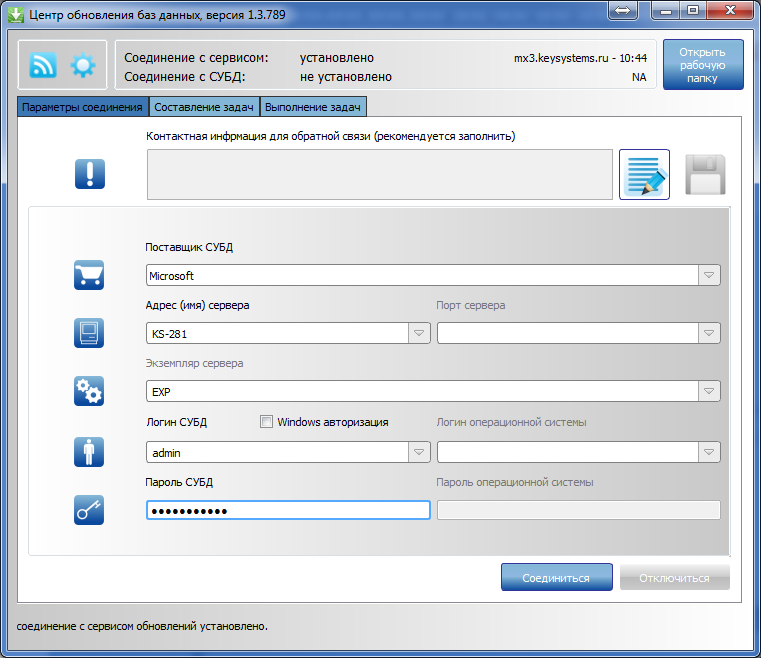 Центр обновления баз данных, версия 1.3.789
Соединение с сервисом: установлено mx3.keysystems.ru - 10:44
Соединение с СУБД: не установлено NA
Открыть
рабочую
папку
Параметры соединения Составление задач Выполнение задач
Контактная инфрмация для обратной связи (рекомендуется заполнить)
Поставщик СУБД
Microsoft
Адрес (имя) сервера Порт сервера
KS-281
Экземпляр сервера
EXP
Логин СУБД Windows авторизация Логин операционной системы
admin
Пароль СУБД Пароль операционной системы
●●●●●●●●●●●
Соединиться Отключиться
соединение с сервисом обновлений установлено.